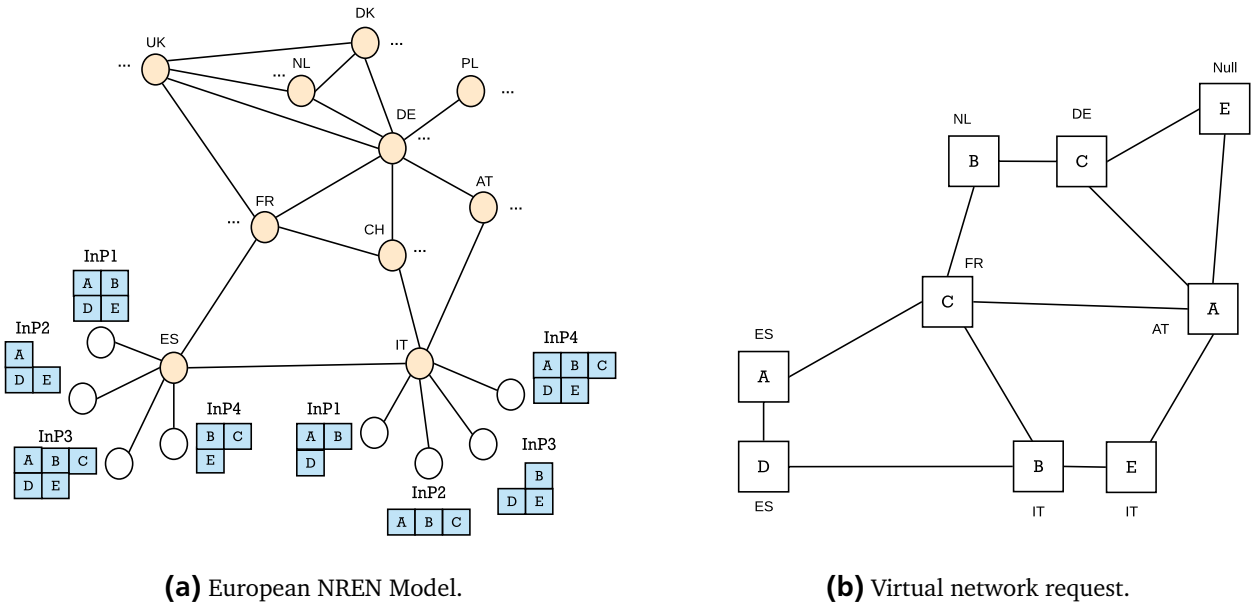 DK
UK
...
...
NL
...
PL
...
DE
...
AT
...
FR
...
CH
...
InP1
A B
D E
InP2
A
D E
ES
IT
InP3
A B C
D E
InP4
B C
E
InP1
A B
D
InP2
A B C
InP3
B
D E
InP4
A B C
D E
(a) European NREN Model.
Null
E
NL
B
DE
C
FR
C
A
AT
ES
A
D
ES
B
IT
E
IT
(b) Virtual network request.